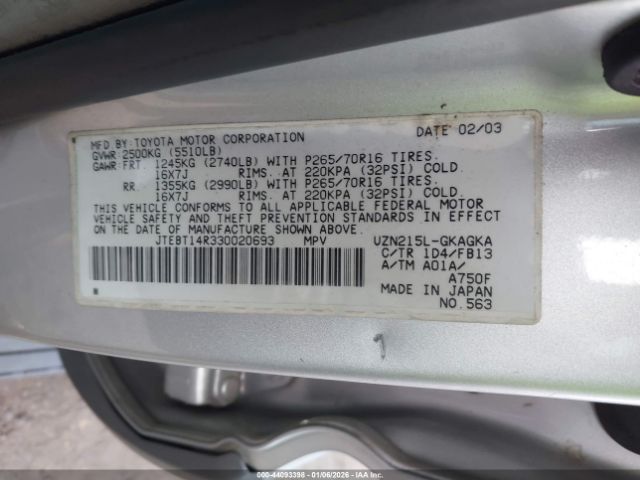 MFD BY:TOYOTA MOTOR CORPORATION DATE 02/03
GVWR:2500KG (5510LB)
GAWR:FRT. 1245KG (2740LB) WITH P265/70R16 TIRES.
16X7J RIMS. AT 220KPA (32PSI) COLD.
RR. 1355KG (2990LB) WITH P265/70R16 TIRES.
16X7J RIMS. AT 220KPA (32PSI) COLD.
THIS VEHICLE CONFORMS TO ALL APPLICABLE FEDERAL MOTOR
VEHICLE SAFETY AND THEFT PREVENTION STANDARDS IN EFFECT
ON THE DATE OF MANUFACTURE SHOWN ABOVE.
JTEBT14R330020693 MPV UZN215L-GKAGKA
C/TR 1D4/FB13
A/TM A01A/
A750F
MADE IN JAPAN
NO.563
000-44093398 - 01/06/2026 - IAA Inc.